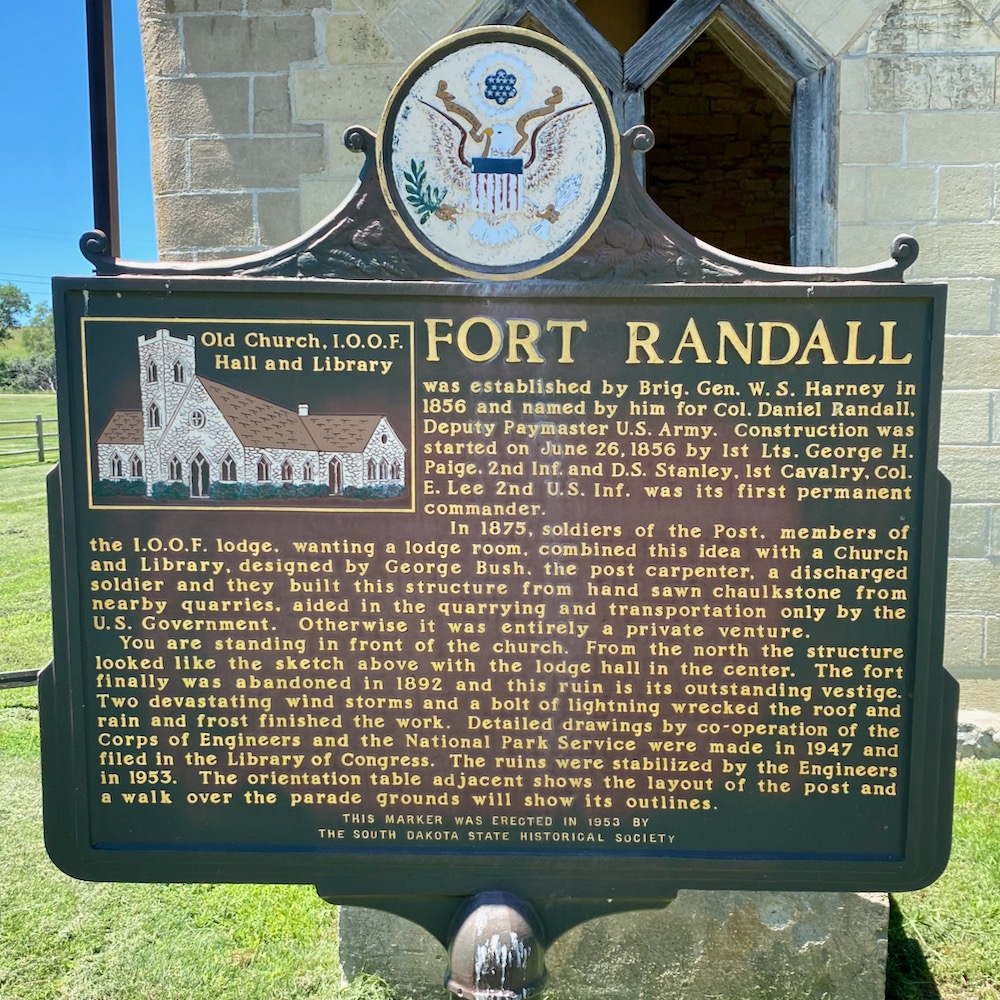 Old Church, I.O.O.F.
Hall and Library
FORT RANDALL
was established by Brig. Gen. W. S. Harney in
1856 and named by him for Col. Daniel Randall,
Deputy Paymaster U.S. Army. Construction was
started on June 26, 1856 by 1st Lts. George H.
Paige, 2nd Inf. and D.S. Stanley, 1st Cavalry, Col.
E. Lee 2nd U.S. Inf. was its first permanent
commander.
In 1875, soldiers of the Post, members of
the I.O.O.F. lodge, wanting a lodge room, combined this idea with a Church
and Library, designed by George Bush, the post carpenter, a discharged
soldier and they built this structure from hand sawn chaulkstone from
nearby quarries, aided in the quarrying and transportation only by the
U.S. Government. Otherwise it was entirely a private venture.
You are standing in front of the church. From the north the structure
looked like the sketch above with the lodge hall in the center. The fort
finally was abandoned in 1892 and this ruin is its outstanding vestige.
Two devastating wind storms and a bolt of lightning wrecked the roof and
rain and frost finished the work. Detailed drawings by co-operation of the
Corps of Engineers and the National Park Service were made in 1947 and
filed in the Library of Congress. The ruins were stabilized by the Engineers
in 1953. The orientation table adjacent shows the layout of the post and
a walk over the parade grounds will show its outlines.
THIS MARKER WAS ERECTED IN 1953 BY
THE SOUTH DAKOTA STATE HISTORICAL SOCIETY